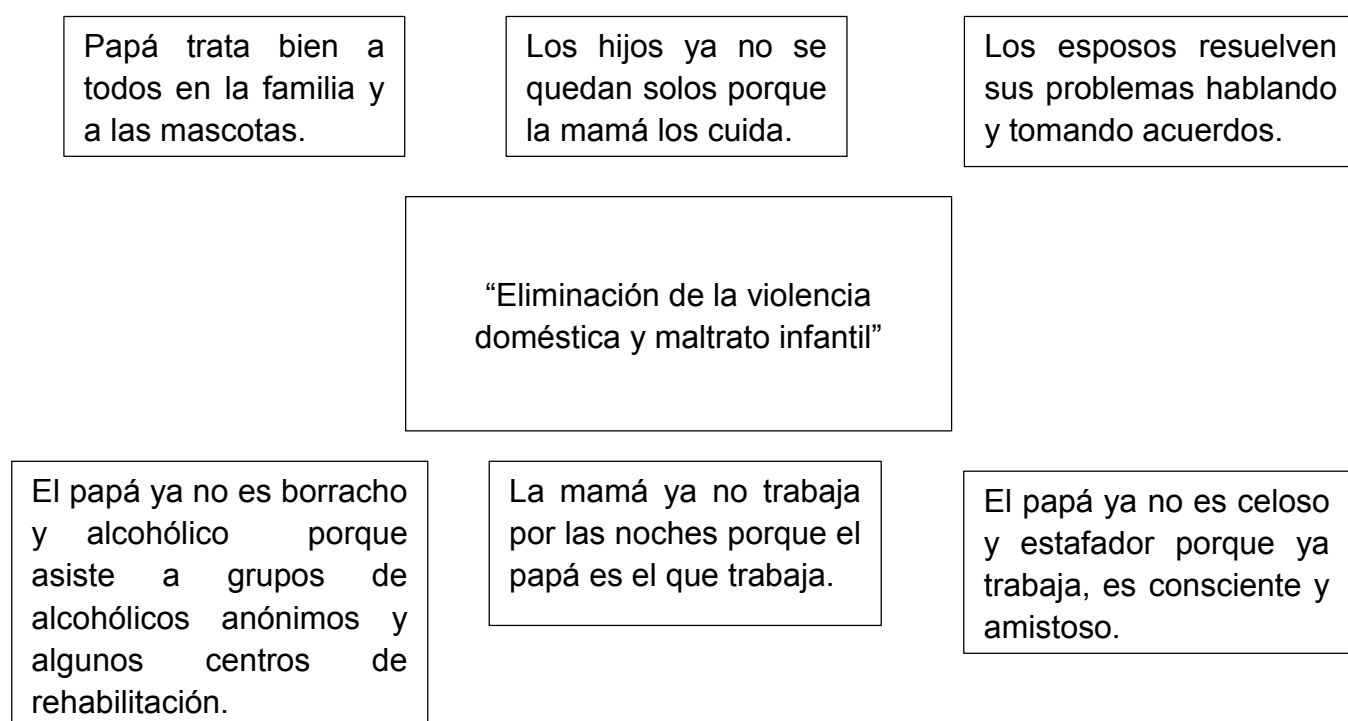 Papá trata bien a
todos en la familia y
a las mascotas.
Los hijos ya no se
quedan solos porque
la mamá los cuida.
Los esposos resuelven
sus problemas hablando
y tomando acuerdos.
“Eliminación de la violencia
doméstica y maltrato infantil”
El papá ya no es borracho
y alcohólico porque
asiste a grupos de
alcohólicos anónimos y
algunos centros de
rehabilitación.
La mamá ya no trabaja
por las noches porque el
papá es el que trabaja.
El papá ya no es celoso
y estafador porque ya
trabaja, es consciente y
amistoso.